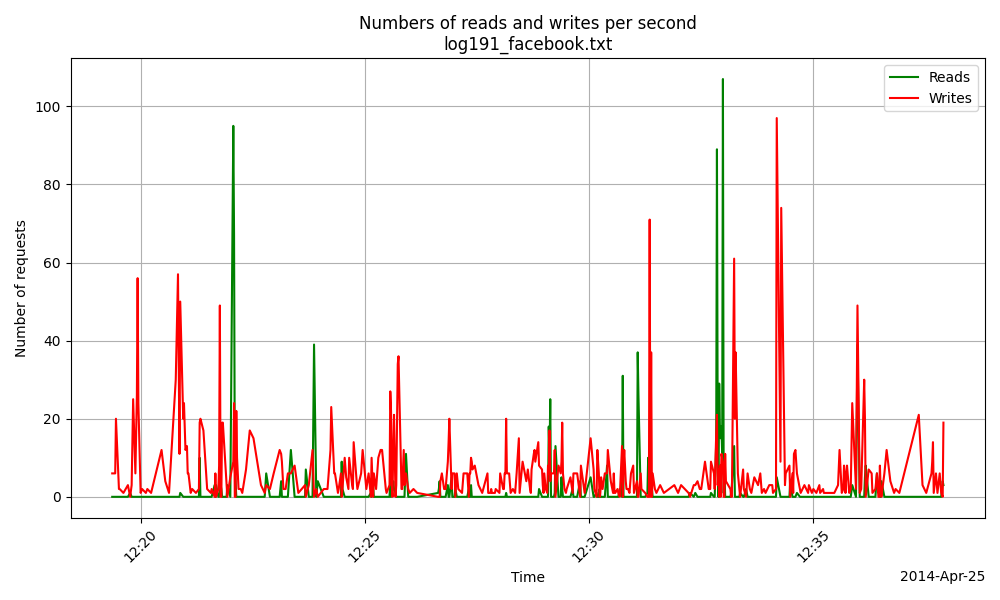 Numbers of reads and writes per second
log191_facebook.txt
Reads
Writes
Number of requests
100
80
60
40
20
0
12:20
12:25
12:30
12:35
Time
2014-Apr-25